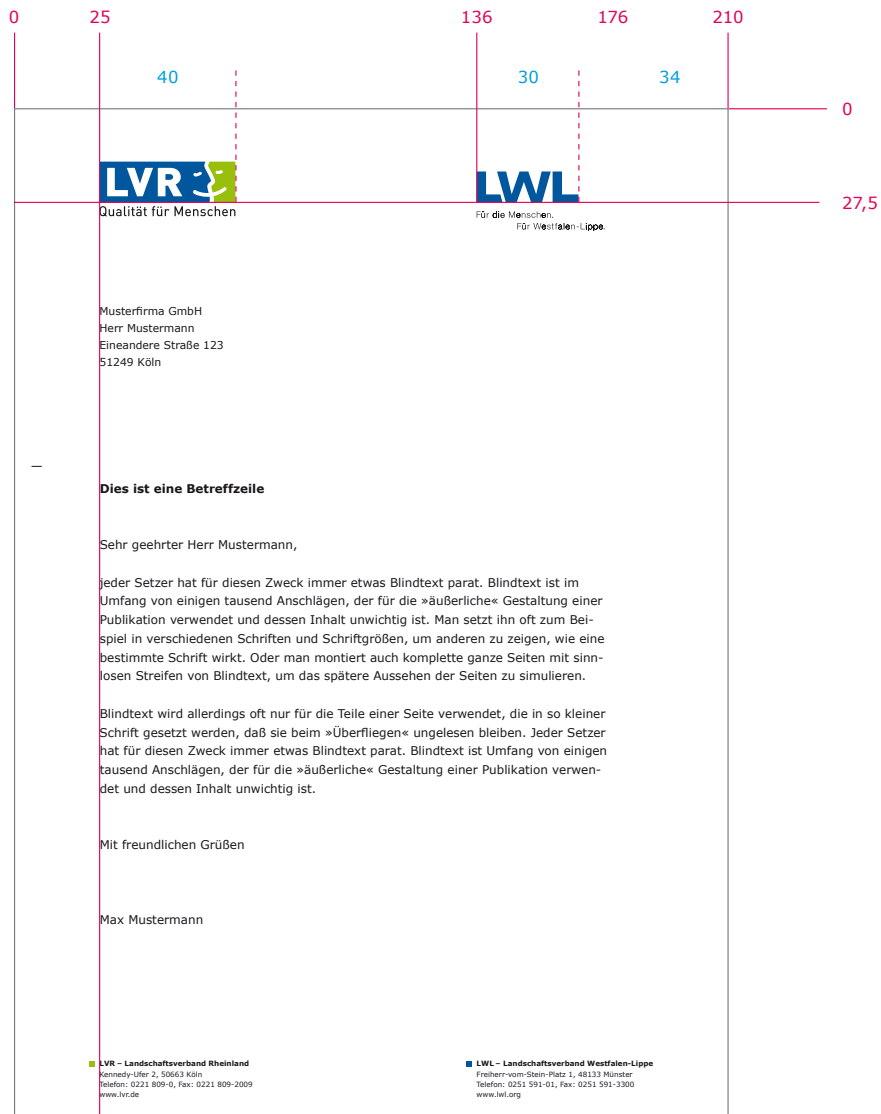 0 25 136 176 210
40 30 34
0
LVR LWL
27,5
Qualität für Menschen
Für die Menschen.
Für Westfalen-Lippe.
Musterfirma GmbH
Herr Mustermann
Eineandere Straße 123
51249 Köln
–
Dies ist eine Betreffzeile
Sehr geehrter Herr Mustermann,
jeder Setzer hat für diesen Zweck immer etwas Blindtext parat. Blindtext ist im
Umfang von einigen tausend Anschlägen, der für die »äußerliche« Gestaltung einer
Publikation verwendet und dessen Inhalt unwichtig ist. Man setzt ihn oft zum Bei-
spiel in verschiedenen Schriften und Schriftgrößen, um anderen zu zeigen, wie eine
bestimmte Schrift wirkt. Oder man montiert auch komplette ganze Seiten mit sinn-
losen Streifen von Blindtext, um das spätere Aussehen der Seiten zu simulieren.
Blindtext wird allerdings oft nur für die Teile einer Seite verwendet, die in so kleiner
Schrift gesetzt werden, daß sie beim »Überfliegen« ungelesen bleiben. Jeder Setzer
hat für diesen Zweck immer etwas Blindtext parat. Blindtext ist Umfang von einigen
tausend Anschlägen, der für die »äußerliche« Gestaltung einer Publikation verwen-
det und dessen Inhalt unwichtig ist.
Mit freundlichen Grüßen
Max Mustermann
LVR – Landschaftsverband Rheinland
Kennedy-Ufer 2, 50663 Köln
Telefon: 0221 809-0, Fax: 0221 809-2009
www.lvr.de
LWL – Landschaftsverband Westfalen-Lippe
Freiherr-vom-Stein-Platz 1, 48133 Münster
Telefon: 0251 591-01, Fax: 0251 591-3300
www.lwl.org